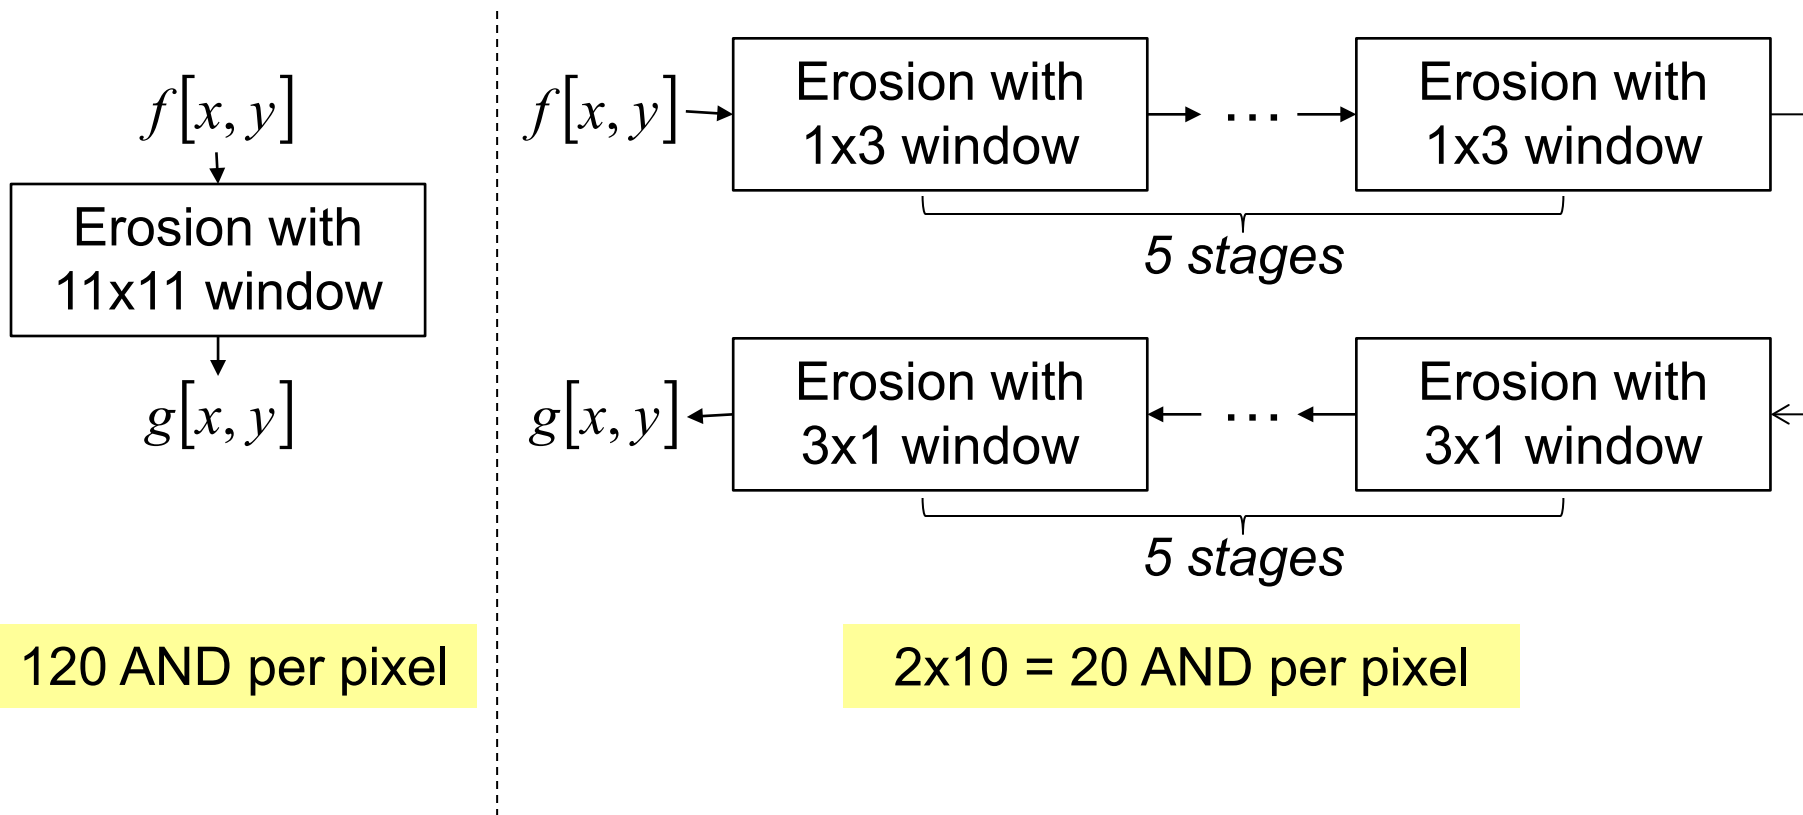 f[x, y]
Erosion with
11x11 window
g[x, y]
120 AND per pixel
f[x, y]
Erosion with
1x3 window
...
Erosion with
1x3 window
5 stages
g[x, y]
Erosion with
3x1 window
...
Erosion with
3x1 window
5 stages
2x10 = 20 AND per pixel